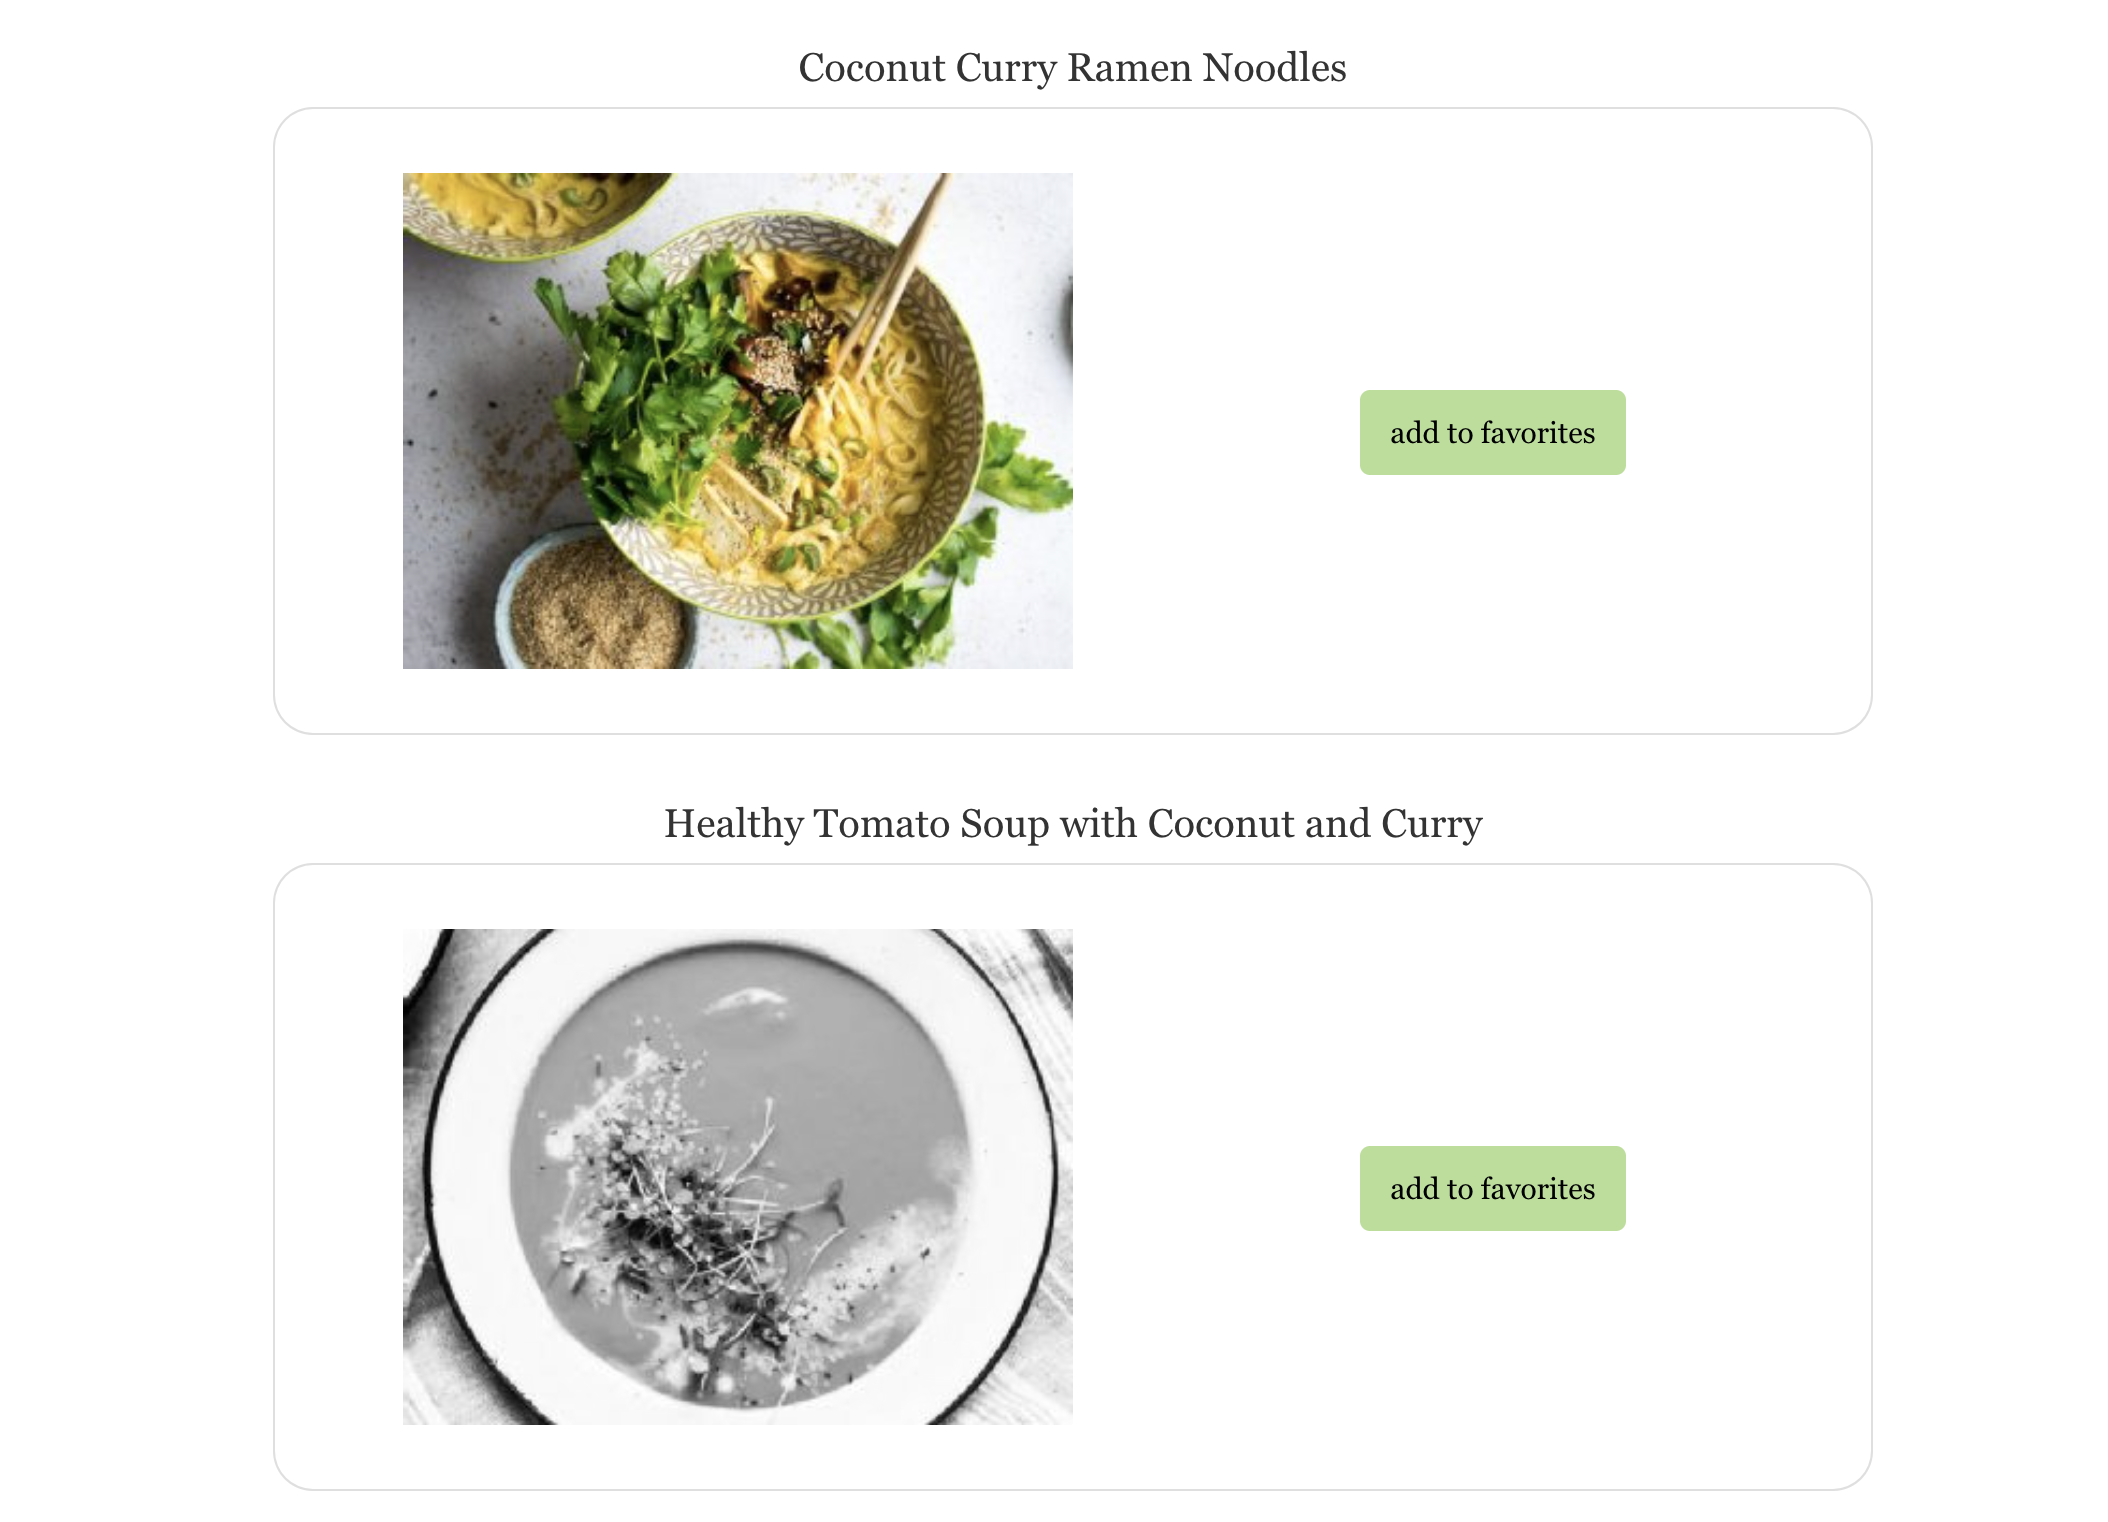 Coconut Curry Ramen Noodles
add to favorites
Healthy Tomato Soup with Coconut and Curry
add to favorites